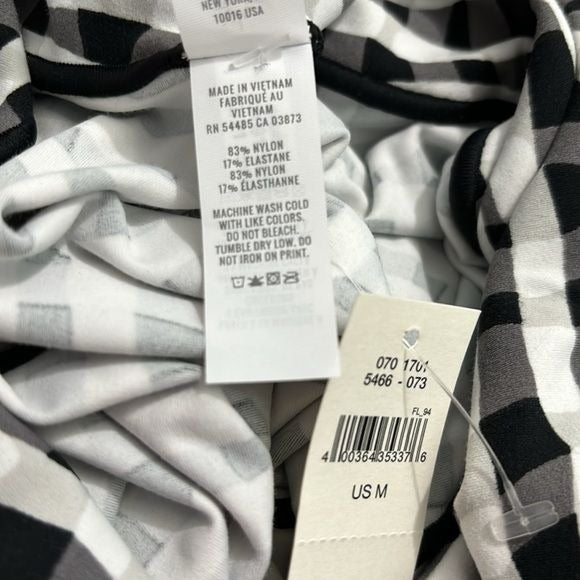 NEW YORK,
10016 USA
MADE IN VIETNAM
FABRIQUÉ AU
VIETNAM
RN 54485 CA 03873
83% NYLON
17% ELASTANE
83% NYLON
17% ÉLASTHANNE
MACHINE WASH COLD
WITH LIKE COLORS.
DO NOT BLEACH.
TUMBLE DRY LOW. DO
NOT IRON ON PRINT.
070 1701
5466 - 073
FL_94
4 00364 35337 6
US M